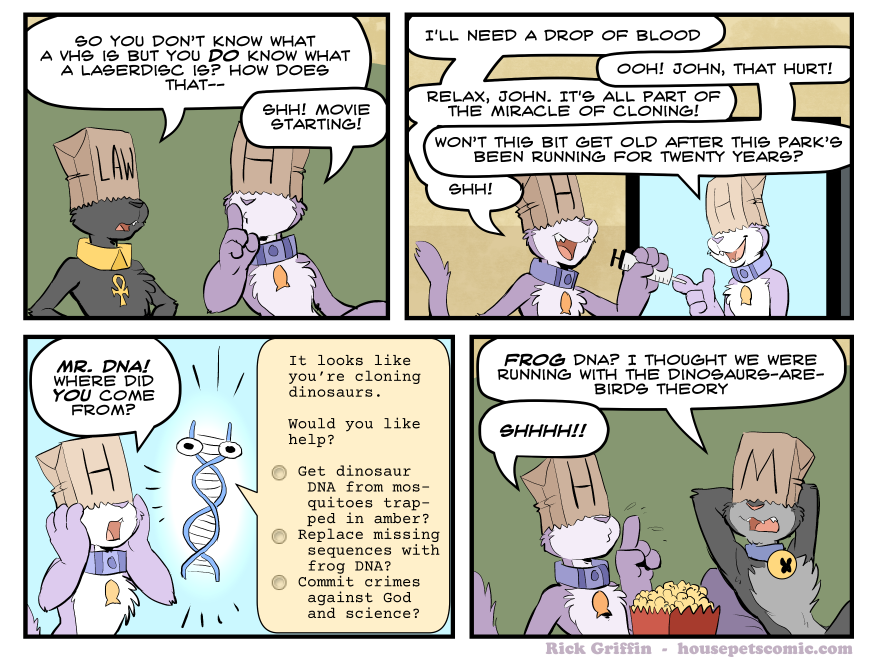 SO YOU DON'T KNOW WHAT
A VHS IS BUT YOU DO KNOW WHAT
A LASERDISC IS? HOW DOES
THAT--
SHH! MOVIE
STARTING!
LAW
H
I'LL NEED A DROP OF BLOOD
OOH! JOHN, THAT HURT!
RELAX, JOHN. IT'S ALL PART OF
THE MIRACLE OF CLONING!
WON'T THIS BIT GET OLD AFTER THIS PARK'S
BEEN RUNNING FOR TWENTY YEARS?
SHH!
H
H
H
MR. DNA!
WHERE DID
YOU COME
FROM?
H
It looks like
you're cloning
dinosaurs.
Would you like
help?
Get dinosaur
DNA from mos-
quitoes trap-
ped in amber?
Replace missing
sequences with
frog DNA?
Commit crimes
against God
and science?
FROG DNA? I THOUGHT WE WERE
RUNNING WITH THE DINOSAURS-ARE-
BIRDS THEORY
SHHHH!!
H
M
Rick Griffin - housepetscomic.com